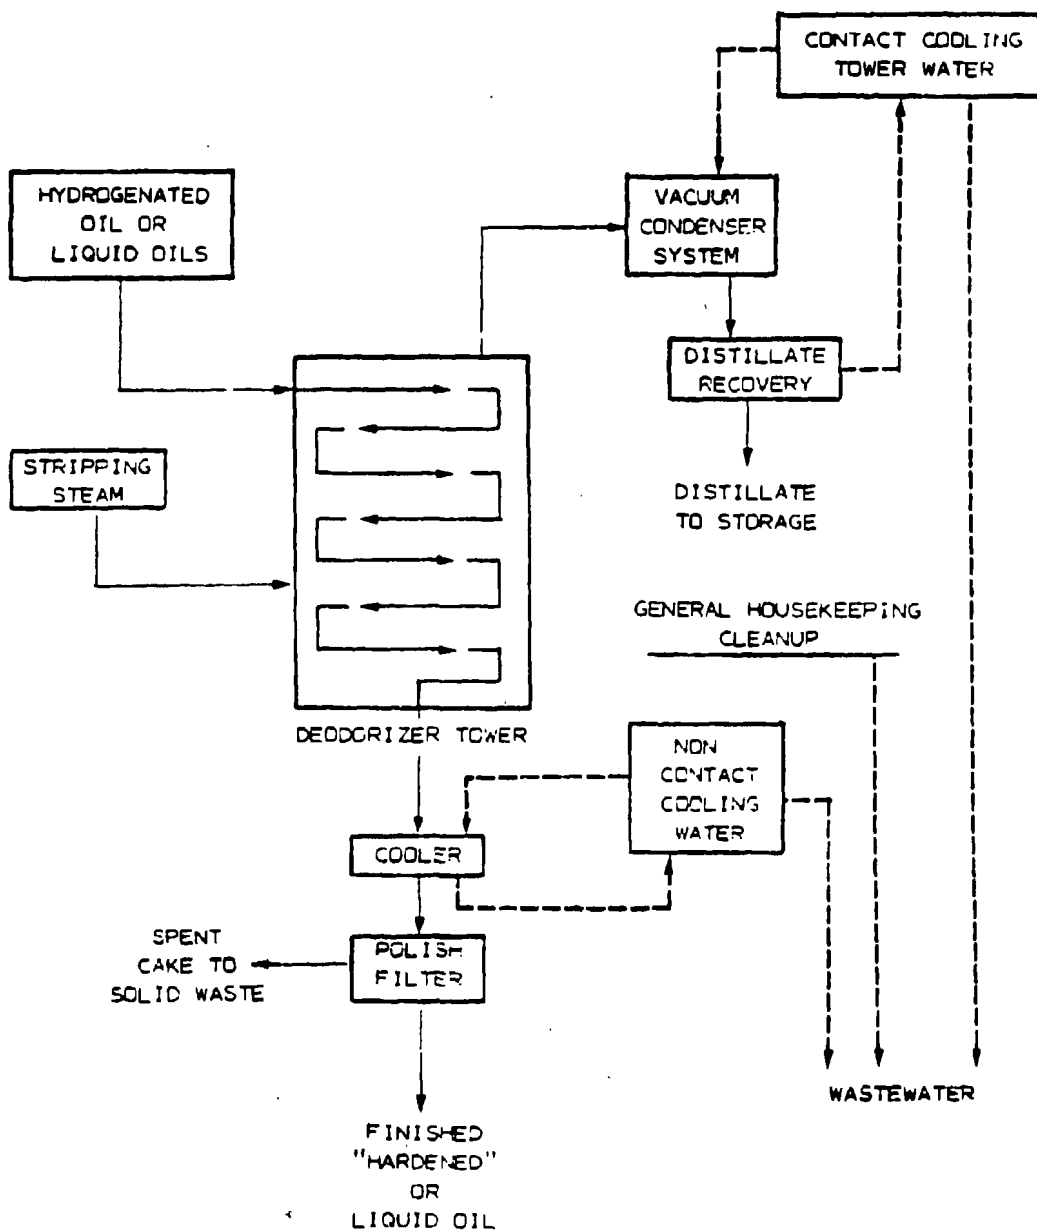 CONTACT COOLING
TOWER WATER
HYDROGENATED
OIL OR
LIQUID OILS
VACUUM
CONDENSER
SYSTEM
DISTILLATE
RECOVERY
STRIPPING
STEAM
DISTILLATE
TO STORAGE
GENERAL HOUSEKEEPING
CLEANUP
DEODORIZER TOWER
NON
CONTACT
COOLING
WATER
COOLER
SPENT
CAKE TO
SOLID WASTE
POLISH
FILTER
WASTEWATER
FINISHED
"HARDENED"
OR
LIQUID OIL